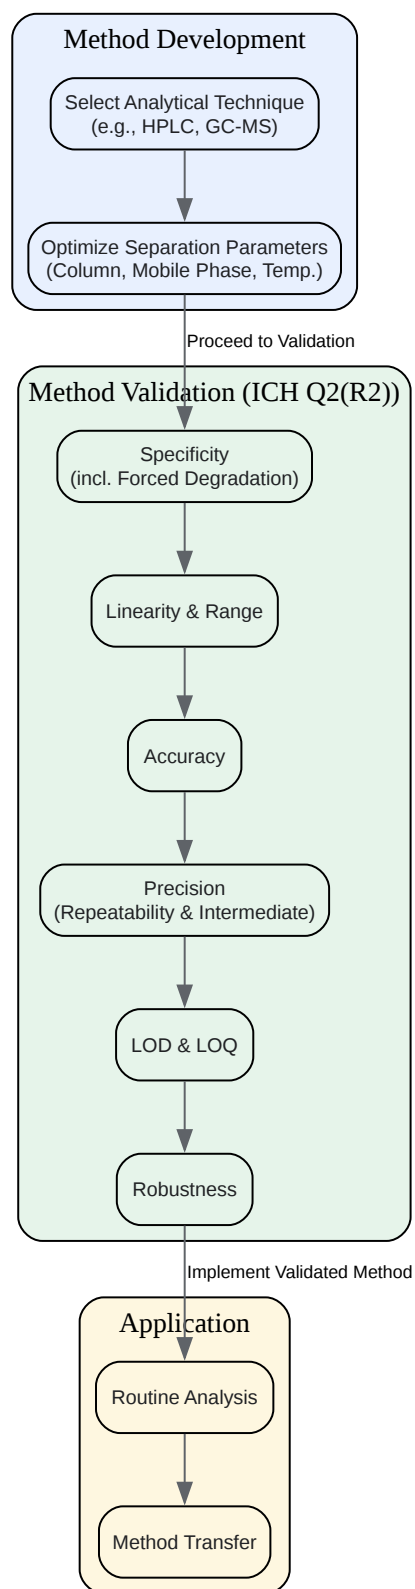 Method Development
Select Analytical Technique
(e.g., HPLC, GC-MS)
Optimize Separation Parameters
(Column, Mobile Phase, Temp.)
Proceed to Validation
Method Validation (ICH Q2(R2))
Specificity
(incl. Forced Degradation)
Linearity & Range
Accuracy
Precision
(Repeatability & Intermediate)
LOD & LOQ
Robustness
Implement Validated Method
Application
Routine Analysis
Method Transfer